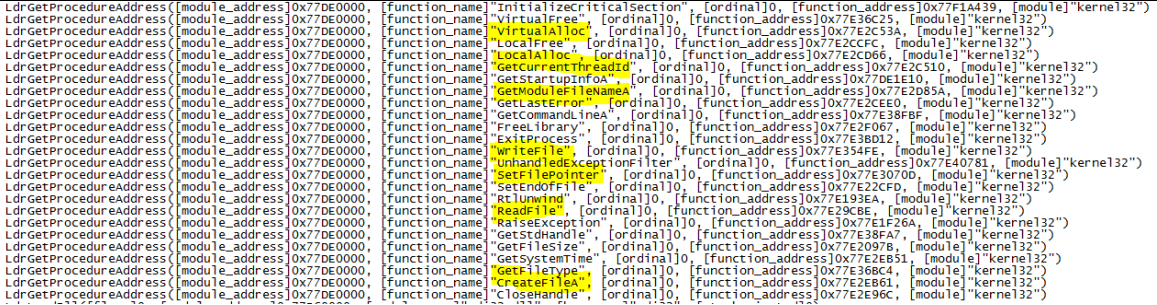 LdrGetProcedureAddress([module_address]0x77DE0000, [function_name]"InitializeCriticalSection", [ordinal]0, [function_address]0x77F1A439, [module]"kernel32")
LdrGetProcedureAddress([module_address]0x77DE0000, [function_name]"VirtualFree", [ordinal]0, [function_address]0x77E36C25, [module]"kernel32")
LdrGetProcedureAddress([module_address]0x77DE0000, [function_name]"VirtualAlloc", [ordinal]0, [function_address]0x77E2C53A, [module]"kernel32")
LdrGetProcedureAddress([module_address]0x77DE0000, [function_name]"LocalFree", [ordinal]0, [function_address]0x77E2CCFC, [module]"kernel32")
LdrGetProcedureAddress([module_address]0x77DE0000, [function_name]"LocalAlloc", [ordinal]0, [function_address]0x77E2CD66, [module]"kernel32")
LdrGetProcedureAddress([module_address]0x77DE0000, [function_name]"GetCurrentThreadId", [ordinal]0, [function_address]0x77E2C510, [module]"kernel32")
LdrGetProcedureAddress([module_address]0x77DE0000, [function_name]"GetStartupInfoA", [ordinal]0, [function_address]0x77DE1E10, [module]"kernel32")
LdrGetProcedureAddress([module_address]0x77DE0000, [function_name]"GetModuleFileNameA", [ordinal]0, [function_address]0x77E2D85A, [module]"kernel32")
LdrGetProcedureAddress([module_address]0x77DE0000, [function_name]"GetLastError", [ordinal]0, [function_address]0x77E2CEE0, [module]"kernel32")
LdrGetProcedureAddress([module_address]0x77DE0000, [function_name]"GetCommandLineA", [ordinal]0, [function_address]0x77E38FBF, [module]"kernel32")
LdrGetProcedureAddress([module_address]0x77DE0000, [function_name]"FreeLibrary", [ordinal]0, [function_address]0x77E2F067, [module]"kernel32")
LdrGetProcedureAddress([module_address]0x77DE0000, [function_name]"ExitProcess", [ordinal]0, [function_address]0x77E3BD12, [module]"kernel32")
LdrGetProcedureAddress([module_address]0x77DE0000, [function_name]"WriteFile", [ordinal]0, [function_address]0x77E354FE, [module]"kernel32")
LdrGetProcedureAddress([module_address]0x77DE0000, [function_name]"UnhandledExceptionFilter", [ordinal]0, [function_address]0x77E40781, [module]"kernel32")
LdrGetProcedureAddress([module_address]0x77DE0000, [function_name]"SetFilePointer", [ordinal]0, [function_address]0x77E3070D, [module]"kernel32")
LdrGetProcedureAddress([module_address]0x77DE0000, [function_name]"SetEndOfFile", [ordinal]0, [function_address]0x77E22CFD, [module]"kernel32")
LdrGetProcedureAddress([module_address]0x77DE0000, [function_name]"RtlUnwind", [ordinal]0, [function_address]0x77E193EA, [module]"kernel32")
LdrGetProcedureAddress([module_address]0x77DE0000, [function_name]"ReadFile", [ordinal]0, [function_address]0x77E29CBE, [module]"kernel32")
LdrGetProcedureAddress([module_address]0x77DE0000, [function_name]"RaiseException", [ordinal]0, [function_address]0x77E1F26A, [module]"kernel32")
LdrGetProcedureAddress([module_address]0x77DE0000, [function_name]"GetStdHandle", [ordinal]0, [function_address]0x77E38FA7, [module]"kernel32")
LdrGetProcedureAddress([module_address]0x77DE0000, [function_name]"GetFileSize", [ordinal]0, [function_address]0x77E2097B, [module]"kernel32")
LdrGetProcedureAddress([module_address]0x77DE0000, [function_name]"GetSystemTime", [ordinal]0, [function_address]0x77E2EB51, [module]"kernel32")
LdrGetProcedureAddress([module_address]0x77DE0000, [function_name]"GetFileType", [ordinal]0, [function_address]0x77E36BC4, [module]"kernel32")
LdrGetProcedureAddress([module_address]0x77DE0000, [function_name]"CreateFileA", [ordinal]0, [function_address]0x77E2EB61, [module]"kernel32")
LdrGetProcedureAddress([module_address]0x77DE0000, [function_name]"CloseHandle", [ordinal]0, [function_address]0x77E2E96C, [module]"kernel32")